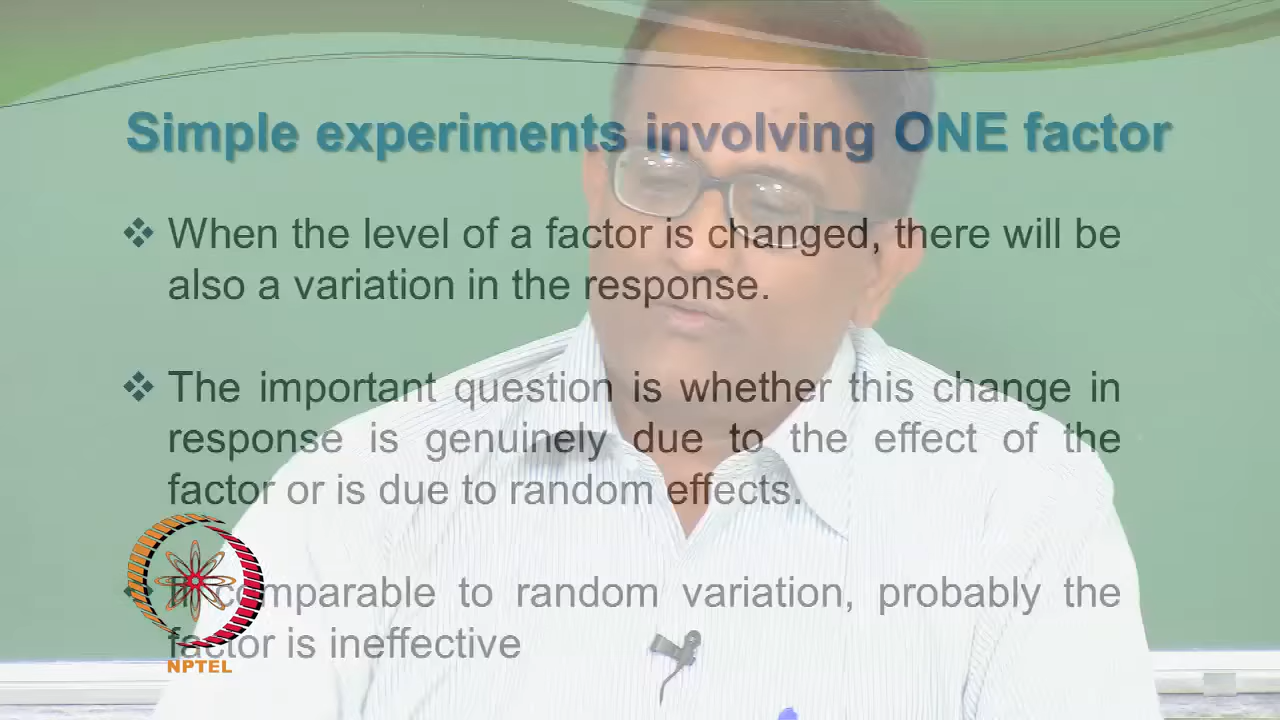 Simple experiments involving ONE factor
❖ When the level of a factor is changed, there will be
also a variation in the response.
❖ The important question is whether this change in
response is genuinely due to the effect of the
factor or is due to random effects.
comparable to random variation, probably the
factor is ineffective
NPTEL